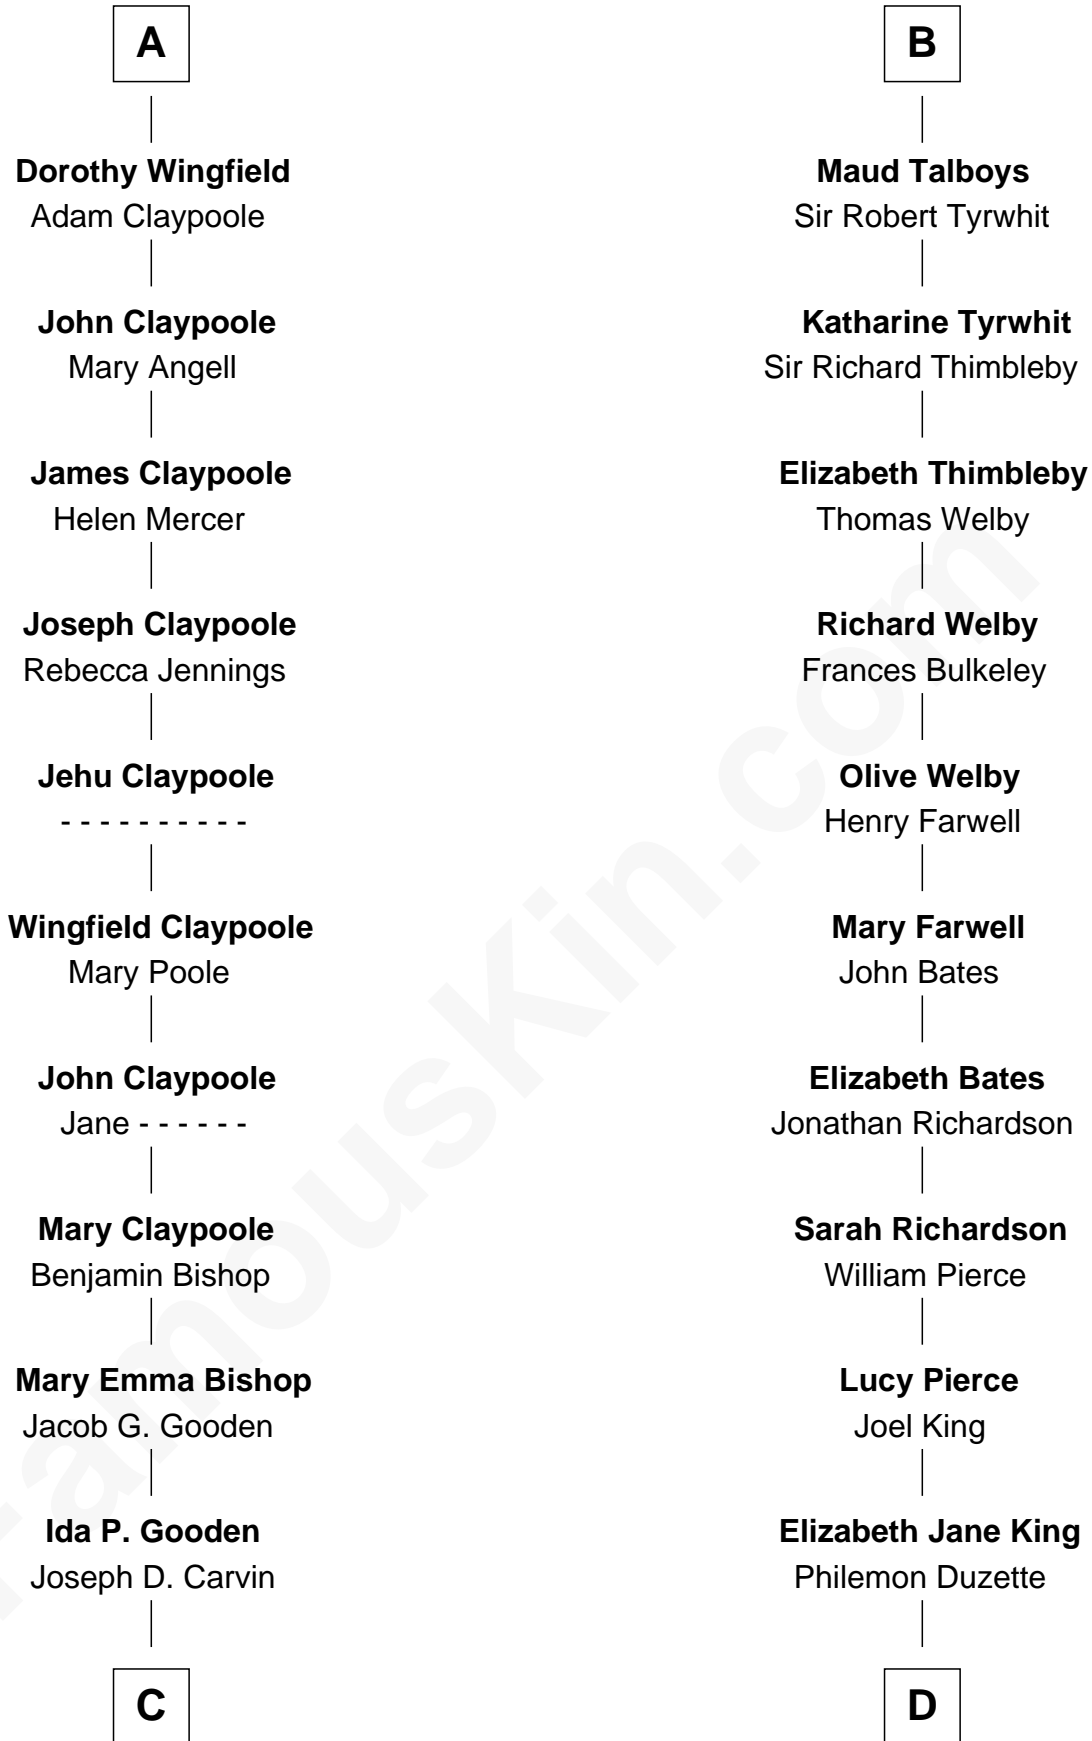 A
Dorothy Wingfield
Adam Claypoole
John Claypoole
Mary Angell
James Claypoole
Helen Mercer
Joseph Claypoole
Rebecca Jennings
Jehu Claypoole
- - - - - - - - - -
Wingfield Claypoole
Mary Poole
John Claypoole
Jane - - - - - -
Mary Claypoole
Benjamin Bishop
Mary Emma Bishop
Jacob G. Gooden
Ida P. Gooden
Joseph D. Carvin
C
B
Maud Talboys
Sir Robert Tyrwhit
Katharine Tyrwhit
Sir Richard Thimbleby
Elizabeth Thimbleby
Thomas Welby
Richard Welby
Frances Bulkeley
Olive Welby
Henry Farwell
Mary Farwell
John Bates
Elizabeth Bates
Jonathan Richardson
Sarah Richardson
William Pierce
Lucy Pierce
Joel King
Elizabeth Jane King
Philemon Duzette
D
FamousKin.com